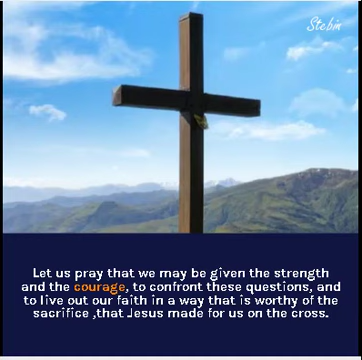 Stebin
Let us pray that we may be given the strength
and the courage, to confront these questions, and
to live out our faith in a way that is worthy of the
sacrifice ,that Jesus made for us on the cross.